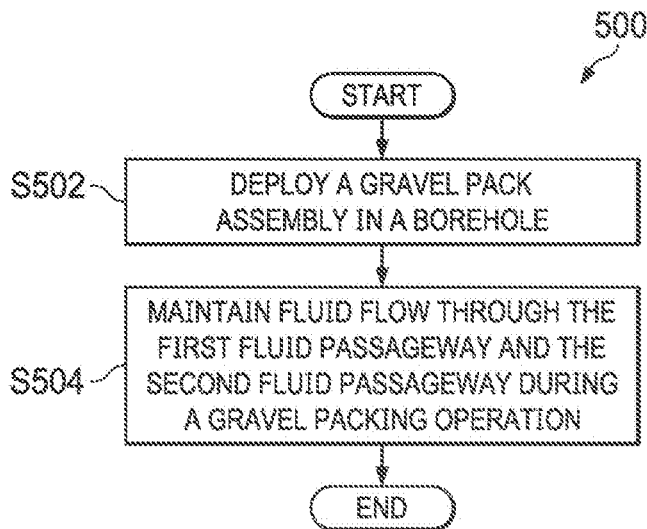 500
START
S502
DEPLOY A GRAVEL PACK
ASSEMBLY IN A BOREHOLE
S504
MAINTAIN FLUID FLOW THROUGH THE
FIRST FLUID PASSAGEWAY AND THE
SECOND FLUID PASSAGEWAY DURING
A GRAVEL PACKING OPERATION
END